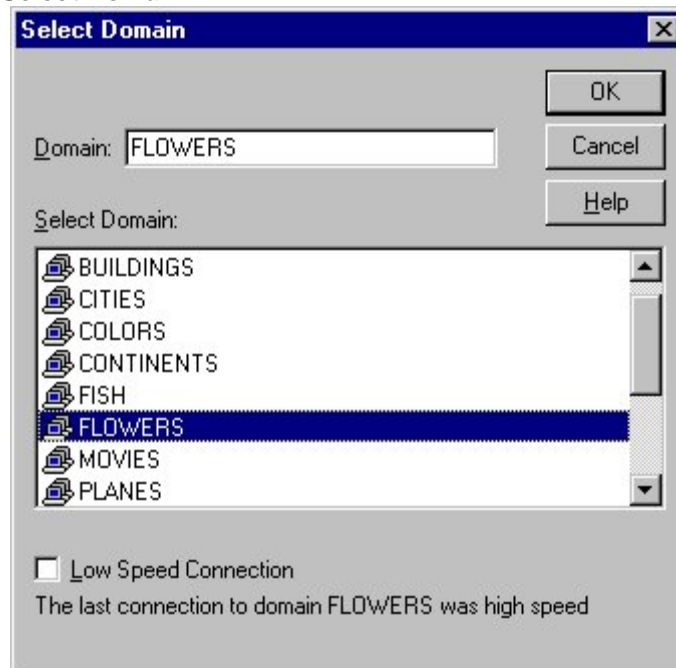 Select Domain
OK
Domain: FLOWERS
Cancel
Help
Select Domain:
BUILDINGS
CITIES
COLORS
CONTINENTS
FISH
FLOWERS
MOVIES
PLANES
Low Speed Connection
The last connection to domain FLOWERS was high speed